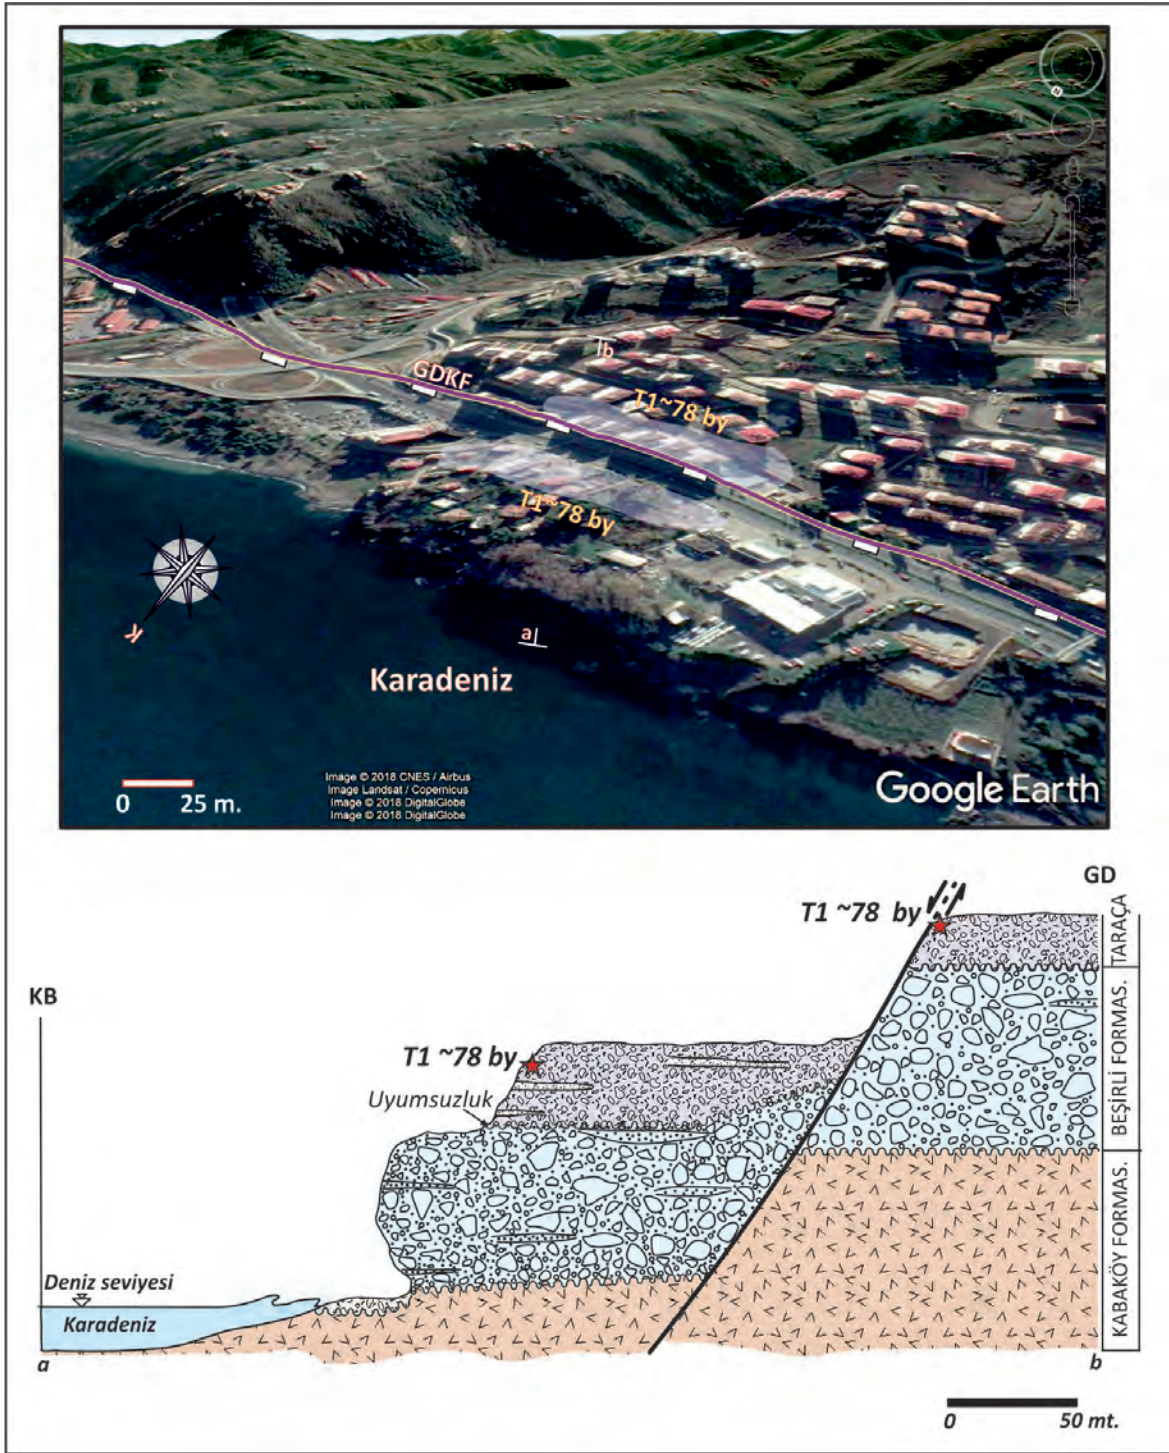 b
GDKF
T1~78 by
T1~78 by
K
a
Karadeniz
0 25 m.
Image © 2018 CNES / Airbus
Image Landsat / Copernicus
Image © 2018 DigitalGlobe
Image © 2018 DigitalGlobe
Google Earth
GD
T1 ~78 by
TARAÇA
KB
BEŞİRLİ FORMAS.
T1 ~78 by
Uyumsuzluk
KABAKÖY FORMAS.
Deniz seviyesi
Karadeniz
a
b
0 50 mt.